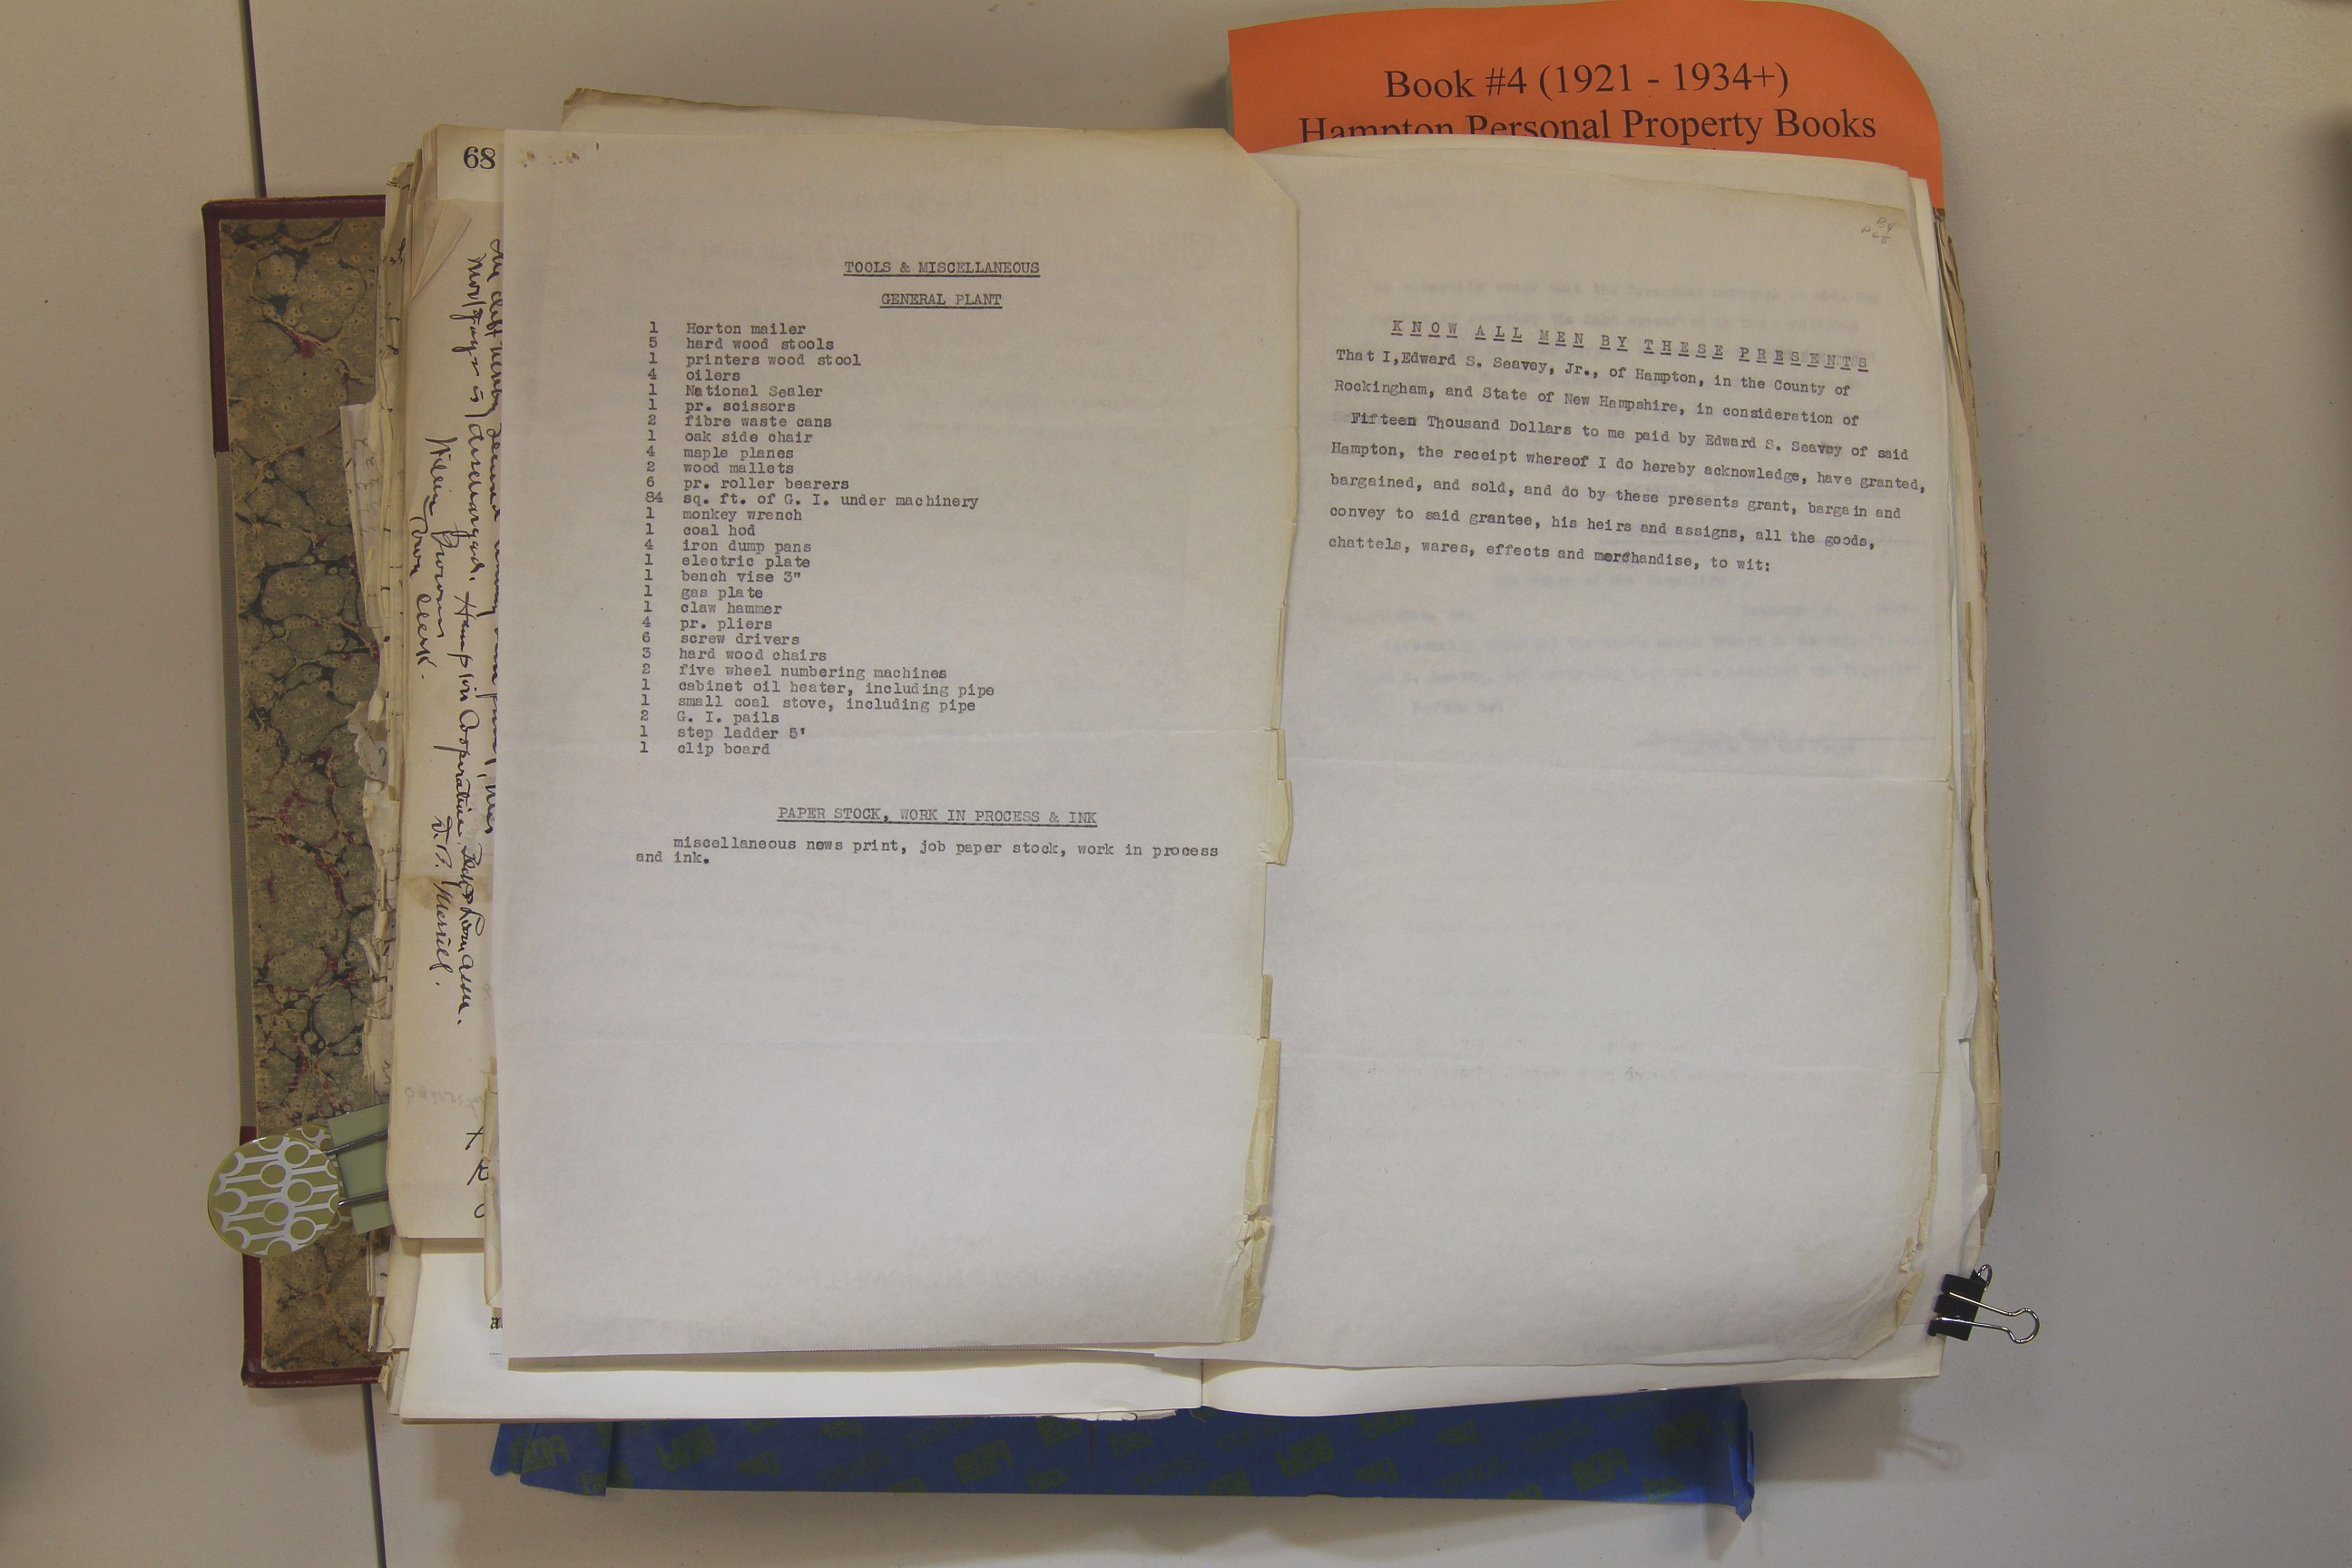 Book #4 (1921 - 1934+)
Hampton Personal Property Books
68
TOOLS & MISCELLANEOUS
GENERAL PLANT
1 Horton mailer
5 hard wood stools
1 printers wood stool
4 oilers
1 National Sealer
1 pr. scissors
2 fibre waste cans
1 oak side chair
4 maple planes
2 wood mallets
6 pr. roller bearers
84 sq. ft. of G. I. under machinery
1 monkey wrench
1 coal hod
4 iron dump pans
1 electric plate
1 bench vise 3"
1 gas plate
1 claw hammer
4 pr. pliers
6 screw drivers
3 hard wood chairs
2 five wheel numbering machines
1 cabinet oil heater, including pipe
1 small coal stove, including pipe
2 G. I. pails
1 step ladder 5'
1 clip board
PAPER STOCK, WORK IN PROCESS & INK
miscellaneous news print, job paper stock, work in process
and ink.
KNOW ALL MEN BY THESE PRESENTS
That I,Edward S. Seavey, Jr., of Hampton, in the County of
Rockingham, and State of New Hampshire, in consideration of
Fifteen Thousand Dollars to me paid by Edward S. Seavey of said
Hampton, the receipt whereof I do hereby acknowledge, have granted,
bargained, and sold, and do by these presents grant, bargain and
convey to said grantee, his heirs and assigns, all the goods,
chattels, wares, effects and merchandise, to wit:
Mortgage is discharged. Hampton Cooperative
Town Clerk.
D. P. Merrill.